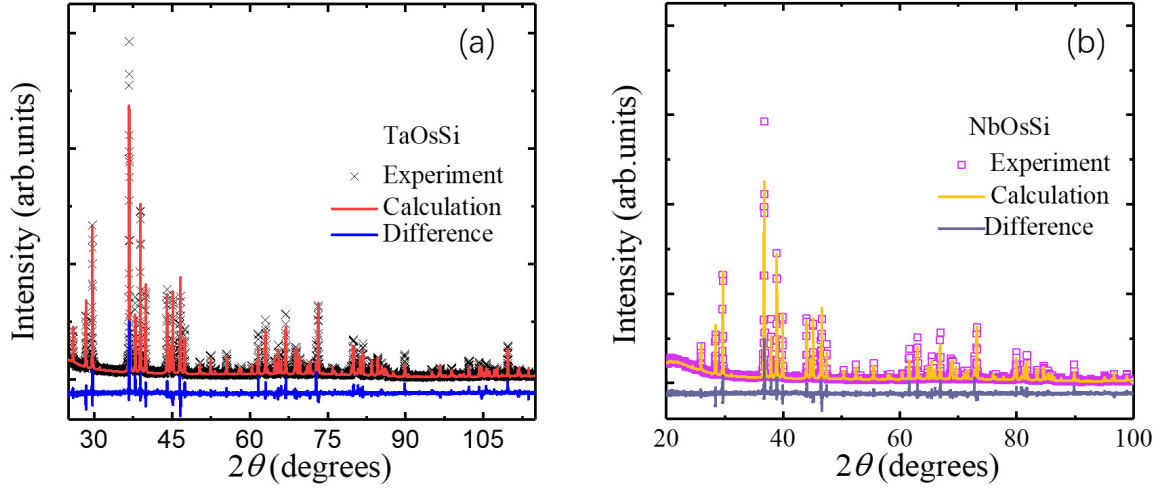 (a)
TaOsSi
Experiment
Calculation
Difference
Intensity (arb.units)
30 45 60 75 90 105
2θ (degrees)
(b)
NbOsSi
Experiment
Calculation
Difference
Intensity (arb.units)
20 40 60 80 100
2θ (degrees)